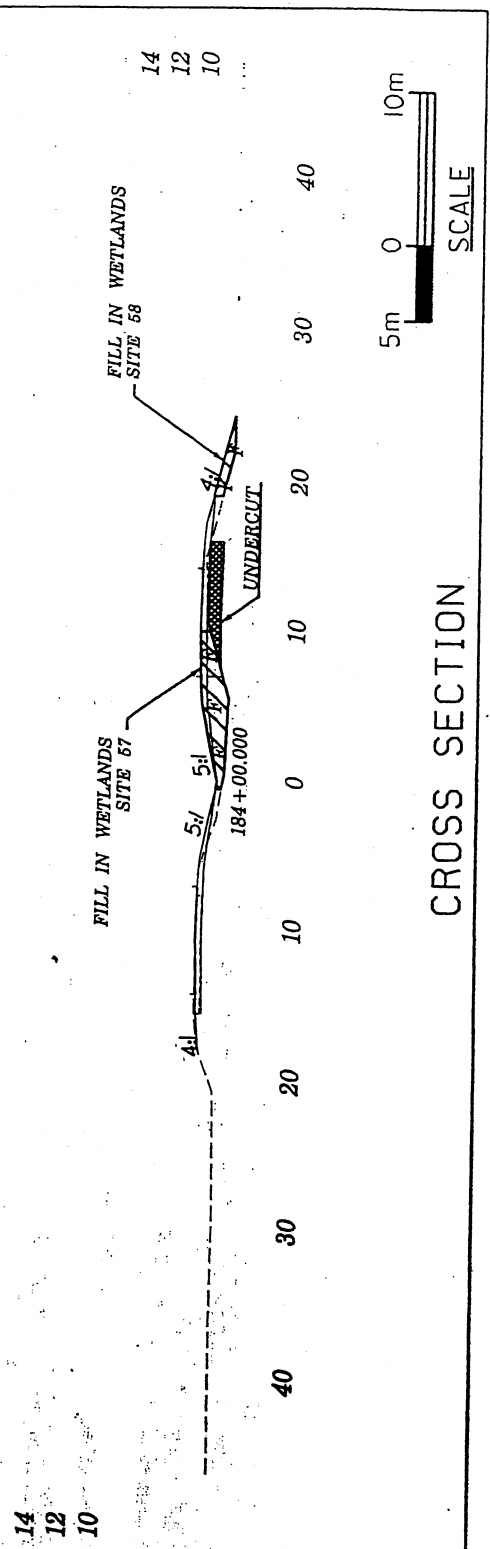 14
12
10
14
12
10
FILL IN WETLANDS
SITE 57
FILL IN WETLANDS
SITE 58
4:1
5:1
5:1
4:1
F
F
F
F
UNDERCUT
184+00.000
40
30
20
10
0
10
20
30
40
CROSS SECTION
5m
0
10m
SCALE